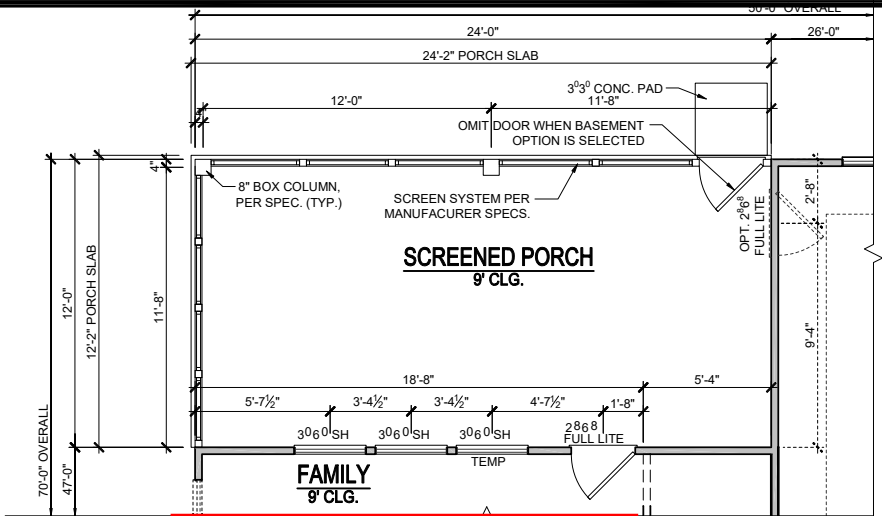 50'-0" OVERALL
24'-0"
26'-0"
24'-2" PORCH SLAB
3⁰3⁰ CONC. PAD
12'-0"
11'-8"
OMIT DOOR WHEN BASEMENT
OPTION IS SELECTED
4"
8" BOX COLUMN,
PER SPEC. (TYP.)
SCREEN SYSTEM PER
MANUFACURER SPECS.
2'-8"
OPT. 2⁸6⁸
FULL LITE
SCREENED PORCH
9' CLG.
12'-0"
12'-2" PORCH SLAB
11'-8"
9'-4"
18'-8"
5'-4"
5'-7½"
3'-4½"
3'-4½"
4'-7½"
1'-8"
3⁰6⁰SH
3⁰6⁰SH
3⁰6⁰SH
2⁸6⁸
FULL LITE
TEMP
FAMILY
9' CLG.
70'-0" OVERALL
47'-0"